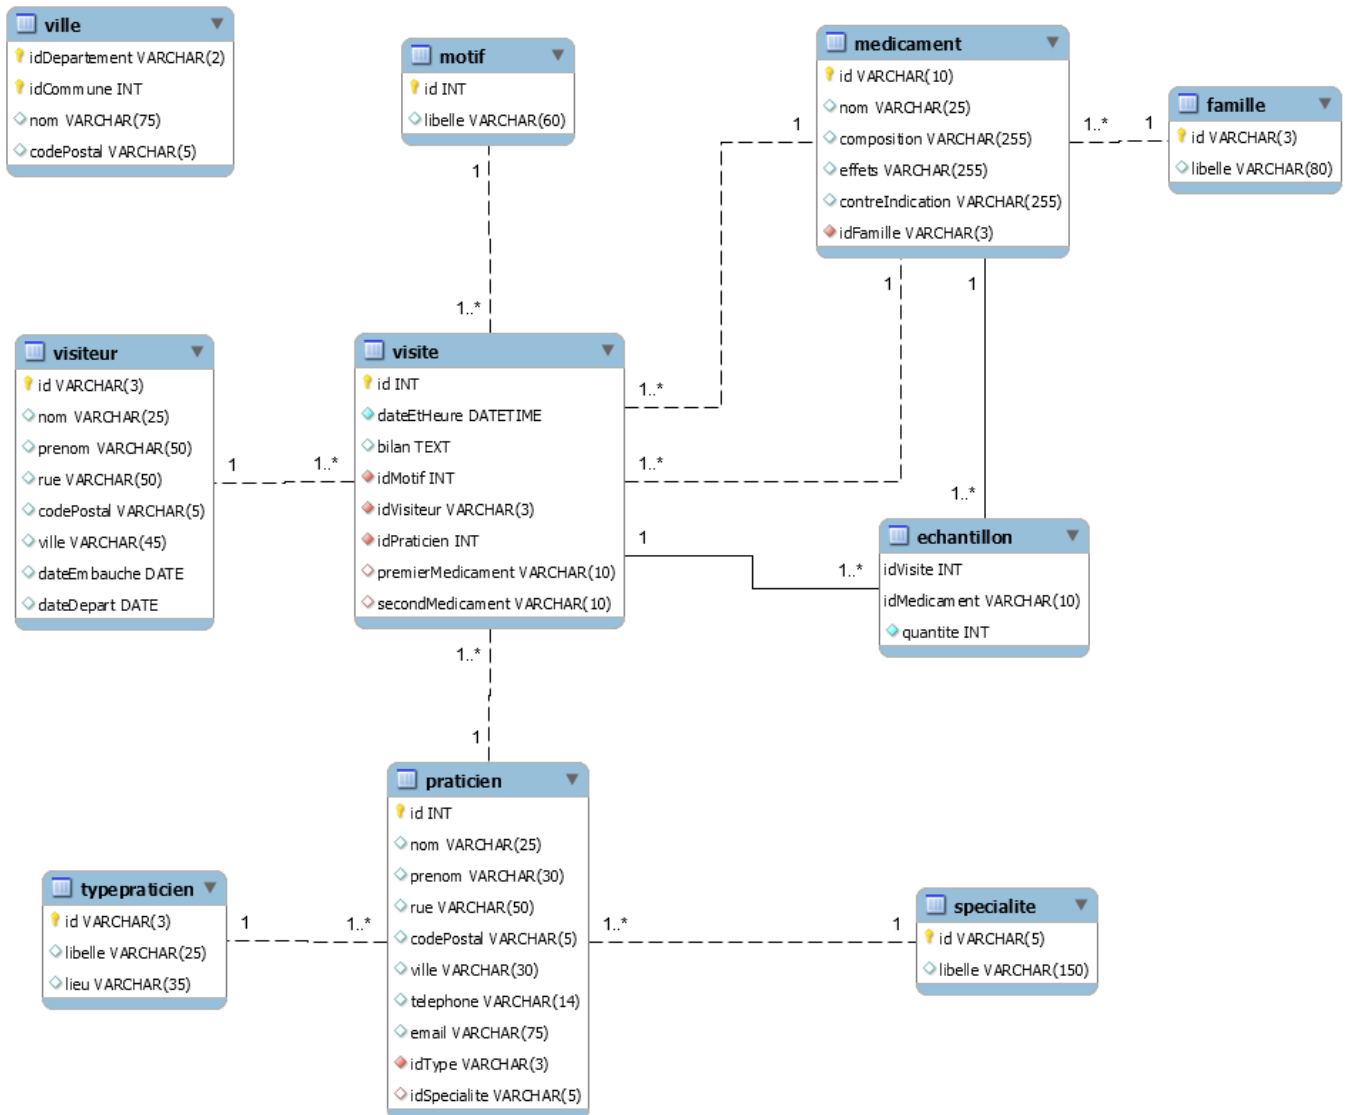 ville
idDepartement VARCHAR(2)
idCommune INT
nom VARCHAR(75)
codePostal VARCHAR(5)
motif
id INT
libelle VARCHAR(60)
medicament
id VARCHAR(10)
nom VARCHAR(25)
composition VARCHAR(255)
effets VARCHAR(255)
contreIndication VARCHAR(255)
idFamille VARCHAR(3)
famille
id VARCHAR(3)
libelle VARCHAR(80)
1
1..*
1
1
1..*
1
1
visiteur
id VARCHAR(3)
nom VARCHAR(25)
prenom VARCHAR(50)
rue VARCHAR(50)
codePostal VARCHAR(5)
ville VARCHAR(45)
dateEmbauche DATE
dateDepart DATE
1
1..*
visite
id INT
dateEtHeure DATETIME
bilan TEXT
idMotif INT
idVisiteur VARCHAR(3)
idPraticien INT
premierMedicament VARCHAR(10)
secondMedicament VARCHAR(10)
1..*
1..*
1
1..*
1..*
echantillon
idVisite INT
idMedicament VARCHAR(10)
quantite INT
1..*
1
praticien
id INT
nom VARCHAR(25)
prenom VARCHAR(30)
rue VARCHAR(50)
codePostal VARCHAR(5)
ville VARCHAR(30)
telephone VARCHAR(14)
email VARCHAR(75)
idType VARCHAR(3)
idSpecialite VARCHAR(5)
typepraticien
id VARCHAR(3)
libelle VARCHAR(25)
lieu VARCHAR(35)
1
1..*
1..*
1
specialite
id VARCHAR(5)
libelle VARCHAR(150)